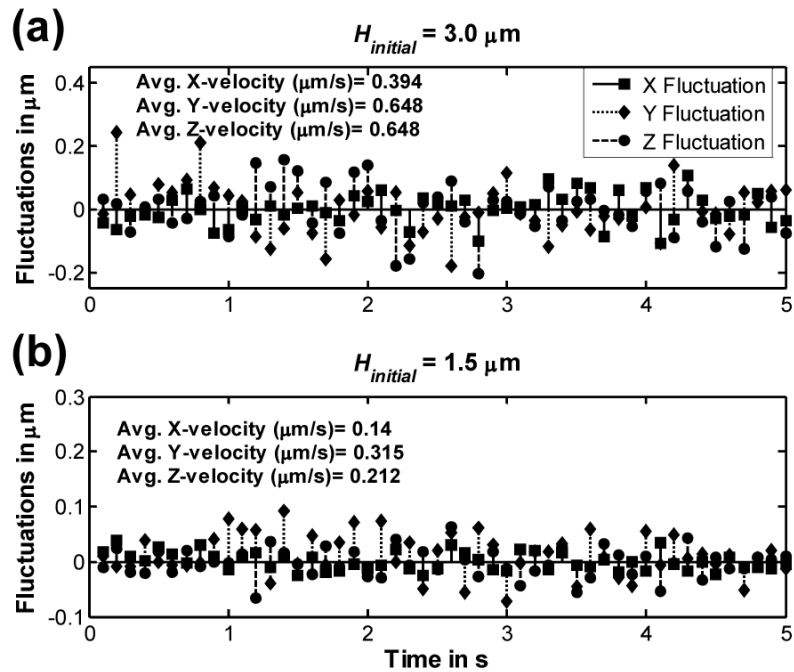 (a)
H_initial = 3.0 μm
Fluctuations in μm
0.4
0.2
0
-0.2
Avg. X-velocity (μm/s)= 0.394
Avg. Y-velocity (μm/s)= 0.648
Avg. Z-velocity (μm/s)= 0.648
X Fluctuation
Y Fluctuation
Z Fluctuation
0 1 2 3 4 5
(b)
H_initial = 1.5 μm
Fluctuations in μm
0.3
0.2
0.1
0
-0.1
Avg. X-velocity (μm/s)= 0.14
Avg. Y-velocity (μm/s)= 0.315
Avg. Z-velocity (μm/s)= 0.212
0 1 2 3 4 5
Time in s